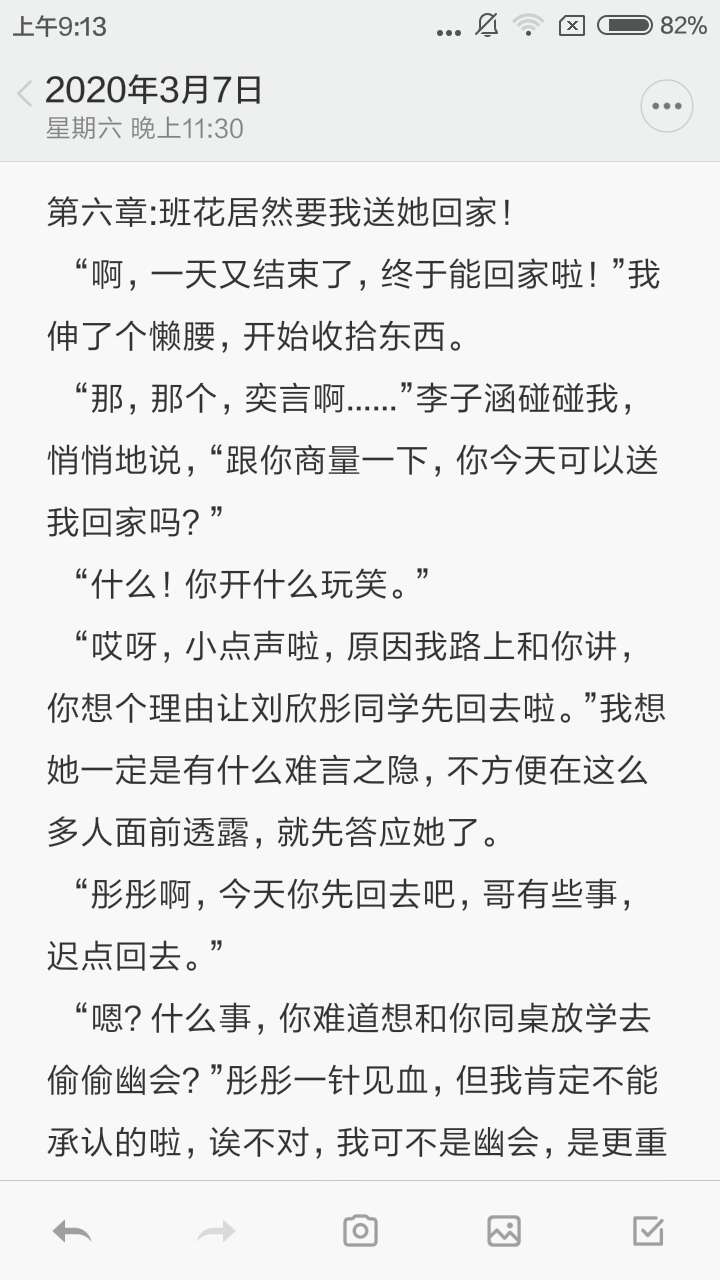 上午9:13
82%
2020年3月7日
星期六 晚上11:30
第六章:班花居然要我送她回家！
“啊，一天又结束了，终于能回家啦！”我
伸了个懒腰，开始收拾东西。
“那，那个，奕言啊……”李子涵碰碰我，
悄悄地说，“跟你商量一下，你今天可以送
我回家吗？”
“什么！你开什么玩笑。”
“哎呀，小点声啦，原因我路上和你讲，
你想个理由让刘欣彤同学先回去啦。”我想
她一定是有什么难言之隐，不方便在这么
多人面前透露，就先答应她了。
“彤彤啊，今天你先回去吧，哥有些事，
迟点回去。”
“嗯？什么事，你难道想和你同桌放学去
偷偷幽会？”彤彤一针见血，但我肯定不能
承认的啦，诶不对，我可不是幽会，是更重